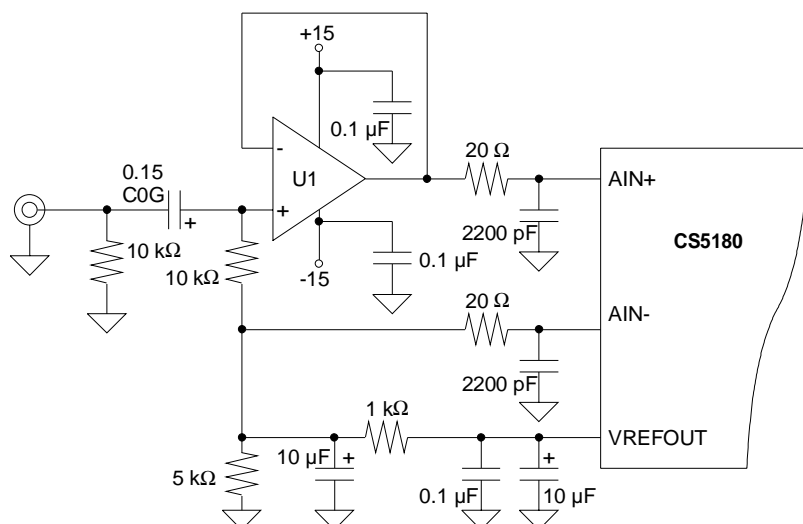 +15
0.1 µF
-
U1
+
-15
0.1 µF
0.15
C0G
+
10 kΩ
10 kΩ
20 Ω
2200 pF
AIN+
CS5180
20 Ω
2200 pF
AIN-
1 kΩ
VREFOUT
5 kΩ
10 µF
+
0.1 µF
+
10 µF